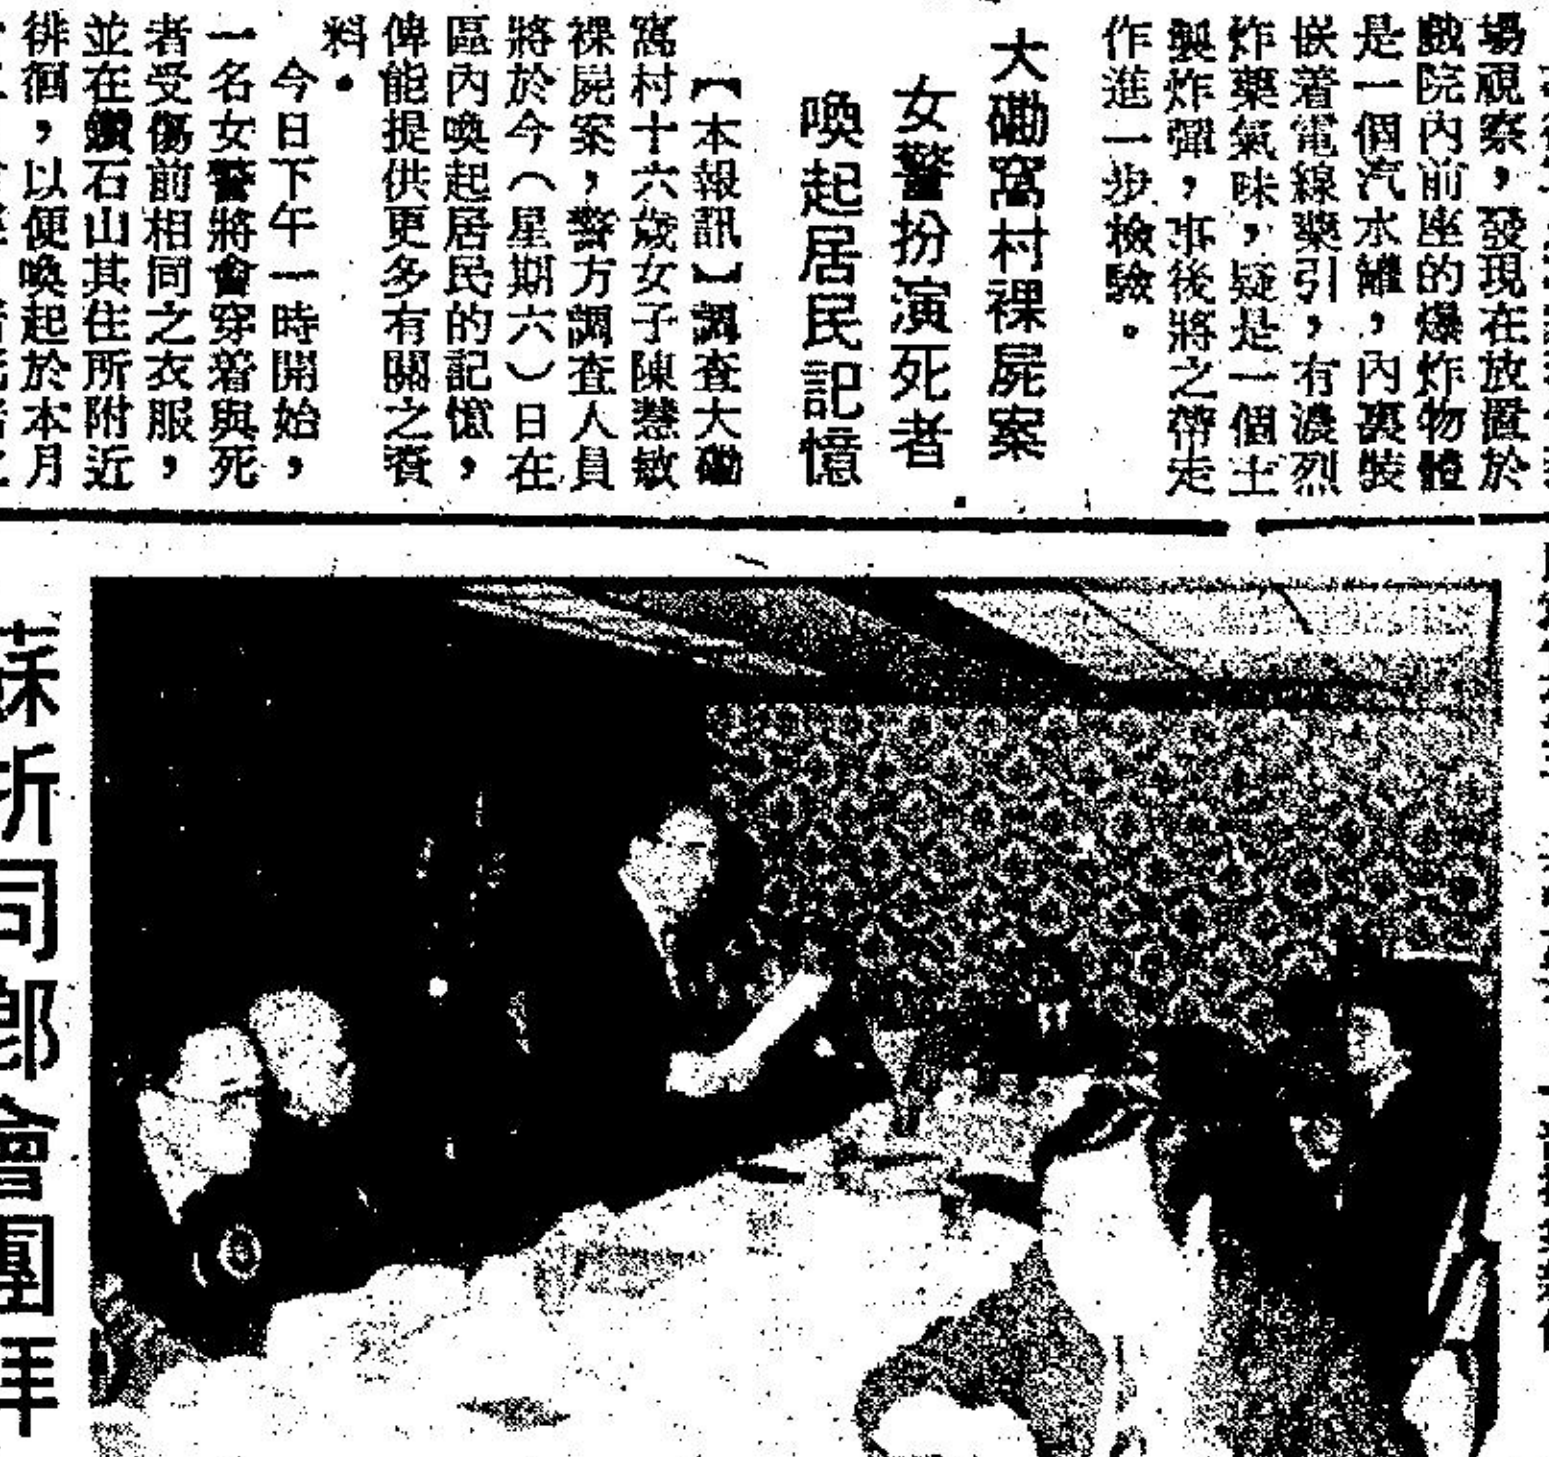 場視察，發現在放置於
戲院內前座的爆炸物體
是一個汽水罐，內裏裝
嵌着電線藥引，有濃烈
炸藥氣味，疑是一個土
製炸彈，事後將之帶走
作進一步檢驗。
大磡窩村裸屍案
女警扮演死者
喚起居民記憶
【本報訊】調查大磡
窩村十六歲女子陳慧敏
裸屍案，警方調查人員
將於今（星期六）日在
區內喚起居民的記憶，
俾能提供更多有關之資
料。
今日下午一時開始，
一名女警將會穿着與死
者受傷前相同之衣服，
並在鑽石山其住所附近
徘徊，以便喚起於本月
蘇浙同鄉會團拜